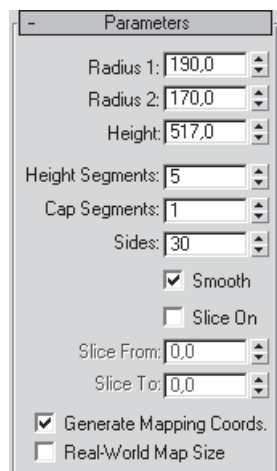 - Parameters
Radius 1: 190,0
Radius 2: 170,0
Height: 517,0
Height Segments: 5
Cap Segments: 1
Sides: 30
Smooth
Slice On
Slice From: 0,0
Slice To: 0,0
Generate Mapping Coords.
Real-World Map Size